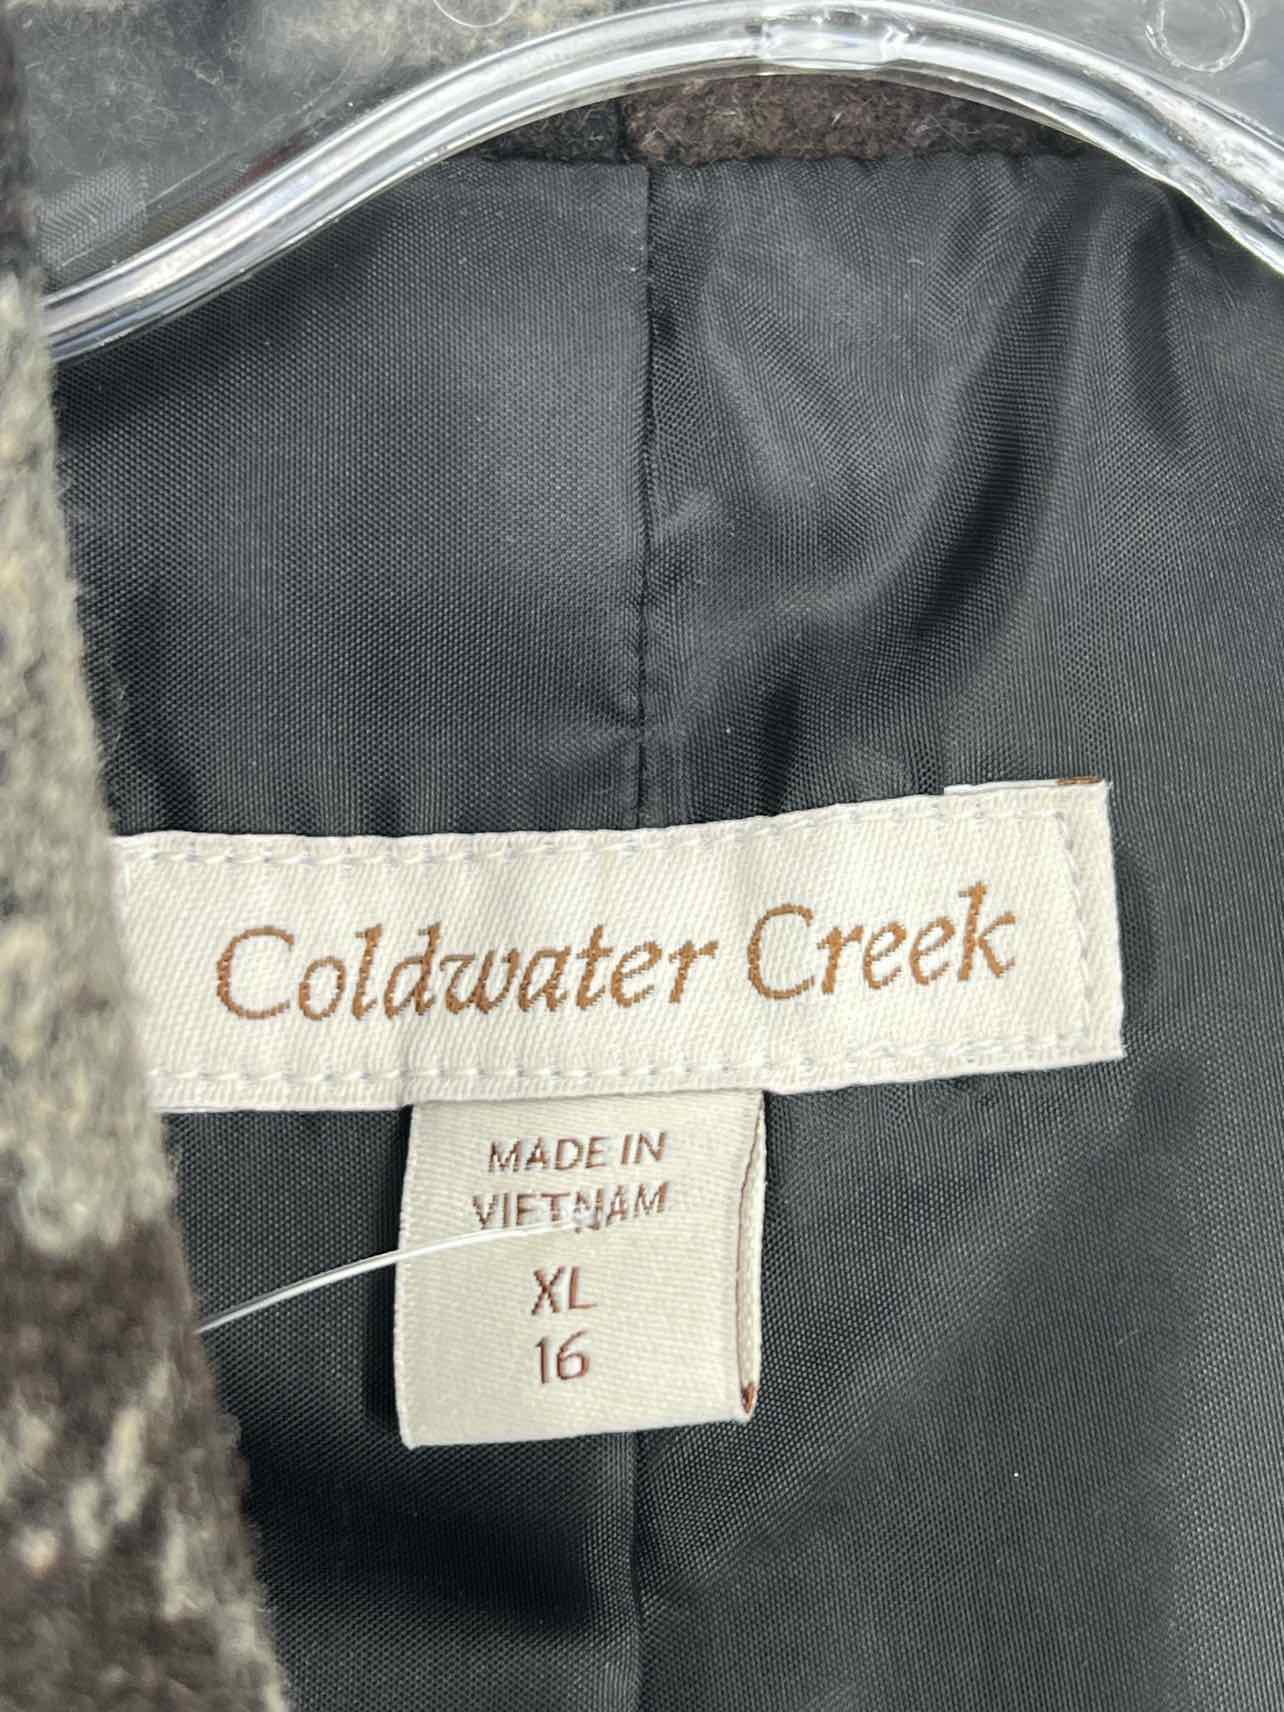 Coldwater Creek
MADE IN
VIETNAM
XL
16